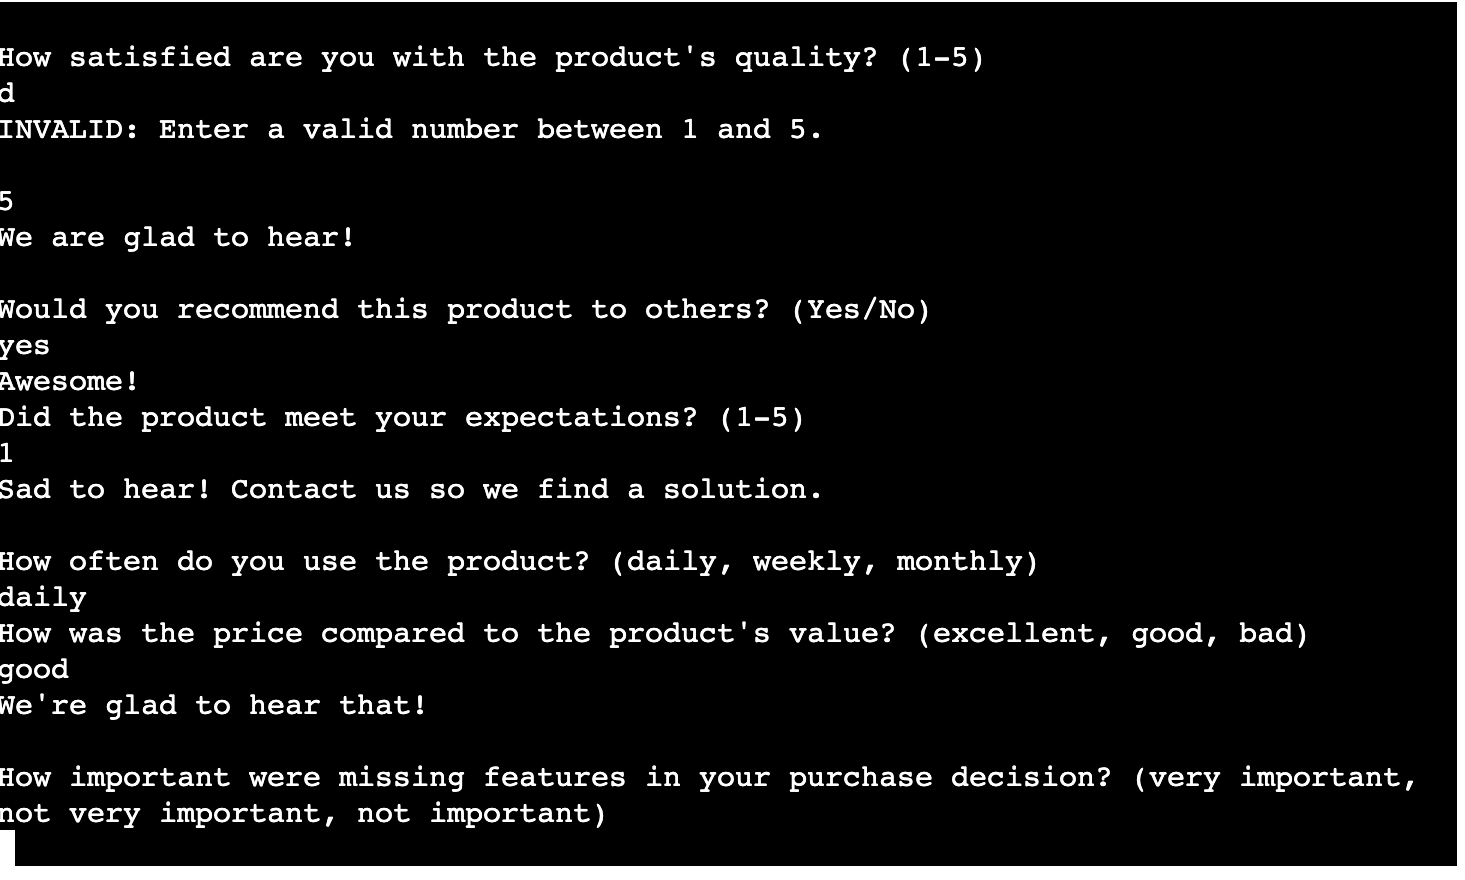 How satisfied are you with the product's quality? (1-5)
d
INVALID: Enter a valid number between 1 and 5.
5
We are glad to hear!
Would you recommend this product to others? (Yes/No)
yes
Awesome!
Did the product meet your expectations? (1-5)
1
Sad to hear! Contact us so we find a solution.
How often do you use the product? (daily, weekly, monthly)
daily
How was the price compared to the product's value? (excellent, good, bad)
good
We're glad to hear that!
How important were missing features in your purchase decision? (very important,
not very important, not important)